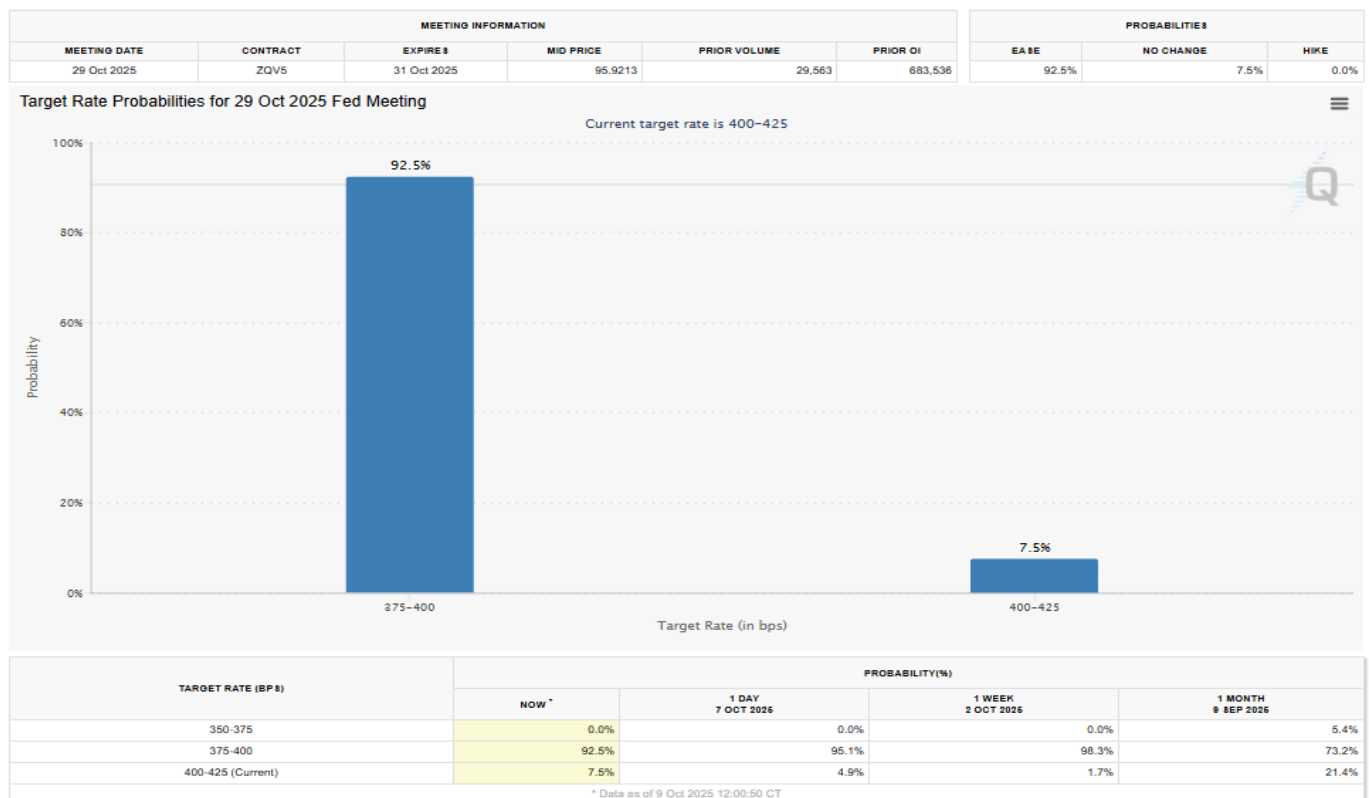 MEETING INFORMATION
PROBABILITIES
MEETING DATE CONTRACT EXPIRES MID PRICE PRIOR VOLUME PRIOR OI EASE NO CHANGE HIKE
29 Oct 2025 ZQV5 31 Oct 2025 95.9213 29,563 683,536 92.5% 7.5% 0.0%
Target Rate Probabilities for 29 Oct 2025 Fed Meeting
Current target rate is 400–425
100%
92.5%
Q
80%
60%
Probability
40%
20%
7.5%
0%
375–400 400–425
Target Rate (in bps)
TARGET RATE (BPS) PROBABILITY(%)
NOW * 1 DAY 1 WEEK 1 MONTH
7 OCT 2025 2 OCT 2025 9 SEP 2025
350-375 0.0% 0.0% 0.0% 5.4%
375-400 92.5% 95.1% 98.3% 73.2%
400-425 (Current) 7.5% 4.9% 1.7% 21.4%
* Data as of 9 Oct 2025 12:00:50 CT